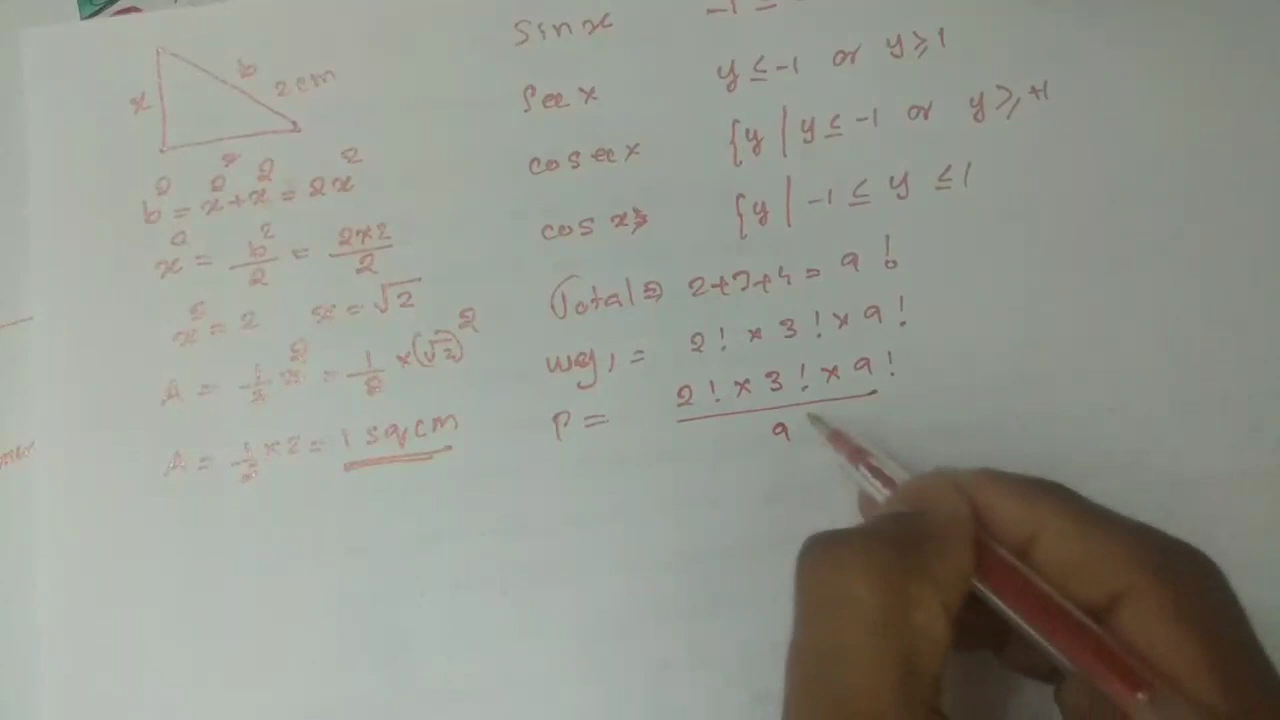 x
b
2cm
b² = x² + x² = 2x²
x² = b²/2 = 2×2/2
x² = 2 x = √2
A = 1/2 x² = 1/2 × (√2)²
A = 1/2 × 2 = 1 sq cm
sin x -1 ≤
sec x y ≤ -1 or y ≥ 1
cosec x {y | y ≤ -1 or y ≥ +1
cos x {y | -1 ≤ y ≤ 1
Total ⇒ 2+3+4 = 9!
way, = 2! × 3! × 9!
P = 2! × 3! × 9! / 9